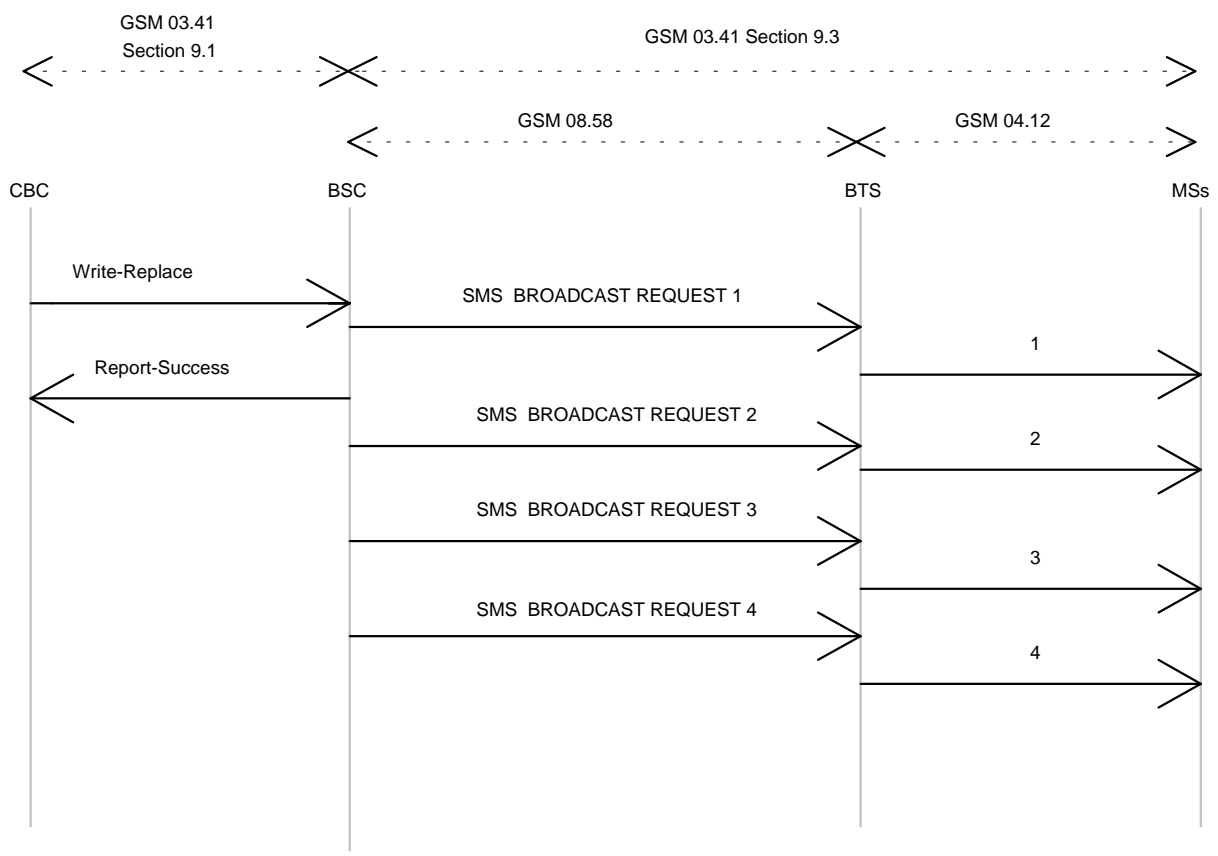 GSM 03.41
Section 9.1
GSM 03.41 Section 9.3
GSM 08.58
GSM 04.12
CBC
BSC
BTS
MSs
Write-Replace
SMS  BROADCAST REQUEST 1
1
Report-Success
SMS  BROADCAST REQUEST 2
2
SMS  BROADCAST REQUEST 3
3
SMS  BROADCAST REQUEST 4
4